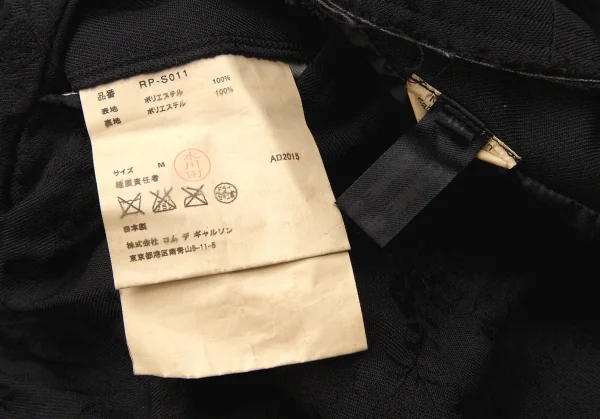 品番 RP-S011
表地 ポリエステル 100%
裏地 ポリエステル 100%
サイズ M
AD2015
縫製責任者
日本製
株式会社 コム デ ギャルソン
東京都港区南青山5-11-5